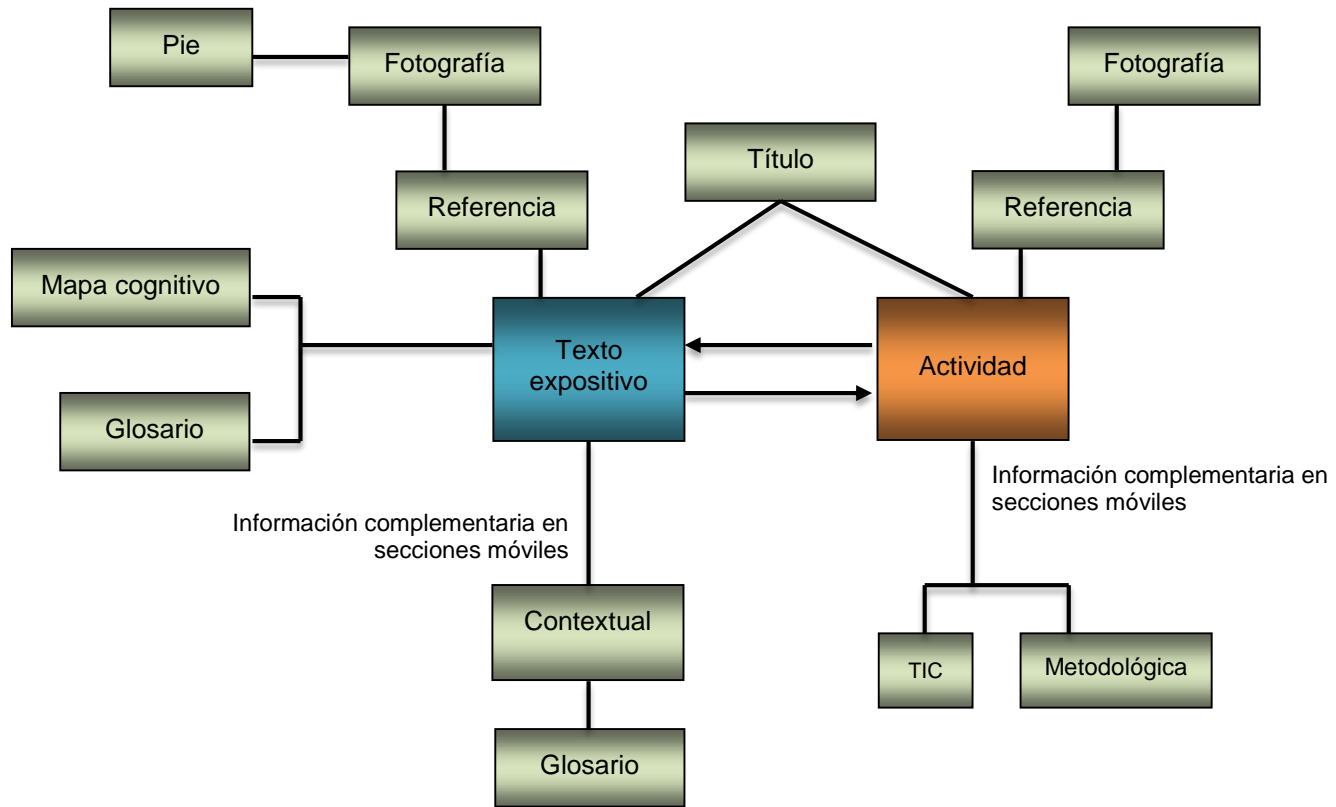 Pie
Fotografía
Fotografía
Título
Referencia
Referencia
Mapa cognitivo
Texto
expositivo
Actividad
Glosario
Información complementaria en
secciones móviles
Información complementaria en
secciones móviles
Contextual
TIC
Metodológica
Glosario